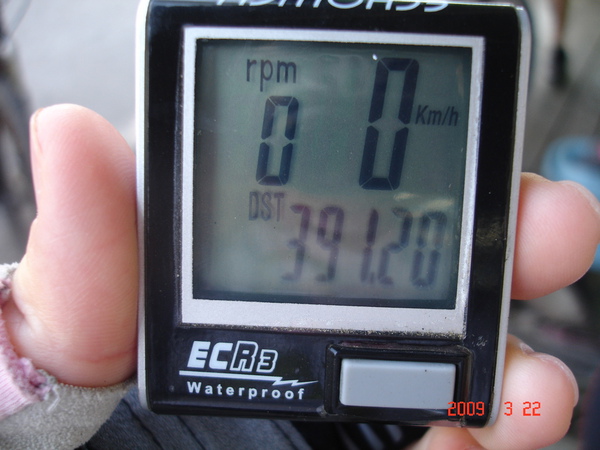 rpm
0 0 Km/h
DST
391.20
ECR3
Waterproof
2009 3 22